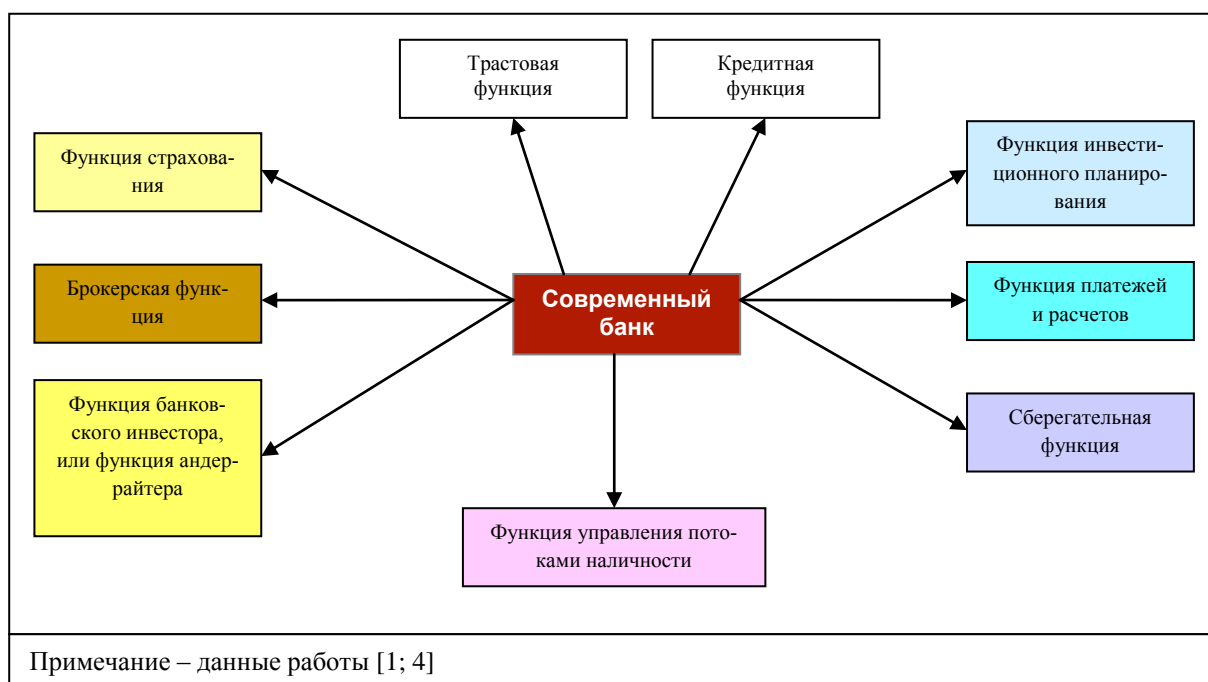 Трастовая
функция
Кредитная
функция
Функция страхова-
ния
Функция инвести-
ционного планиро-
вания
Брокерская функ-
ция
Современный
банк
Функция платежей
и расчетов
Функция банков-
ского инвестора,
или функция андер-
райтера
Сберегательная
функция
Функция управления пото-
ками наличности
Примечание – данные работы [1; 4]